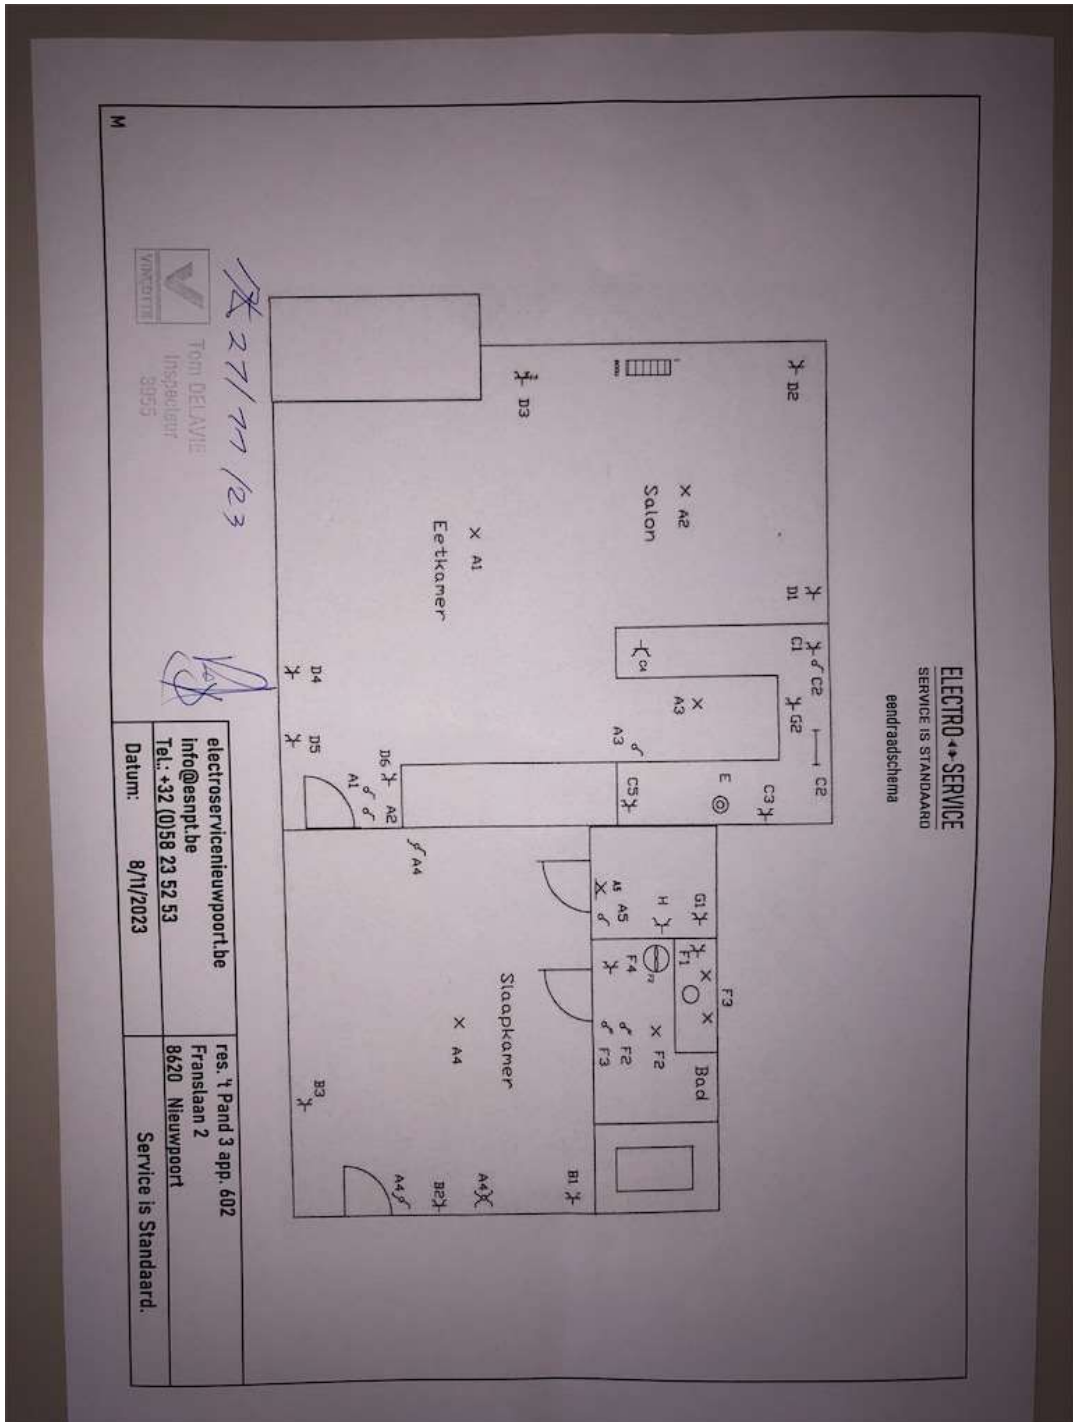 ELECTRO SERVICE
SERVICE IS STANDAARD
eendraadschema
D2
D1
C1
C2
G2
C2
D3
Salon
A2
C4
A3
A3
C3
E
C5
Eetkamer
A1
D4
D5
D6
A1
A2
A4
G1
H
A5
A5
F1
F3
F4
F2
F2
F2
F3
Bad
Slaapkamer
A4
B3
A4
B2
A4
B1
27/11/23
VINÇOTTE
Tom DELAVIE
Inspecteur
3955
M
electroservicenieuwpoort.be
info@esnpt.be
Tel.: +32 (0)58 23 52 53
Datum: 8/11/2023
res. 't Pand 3 app. 602
Franslaan 2
8620 Nieuwpoort
Service is Standaard.